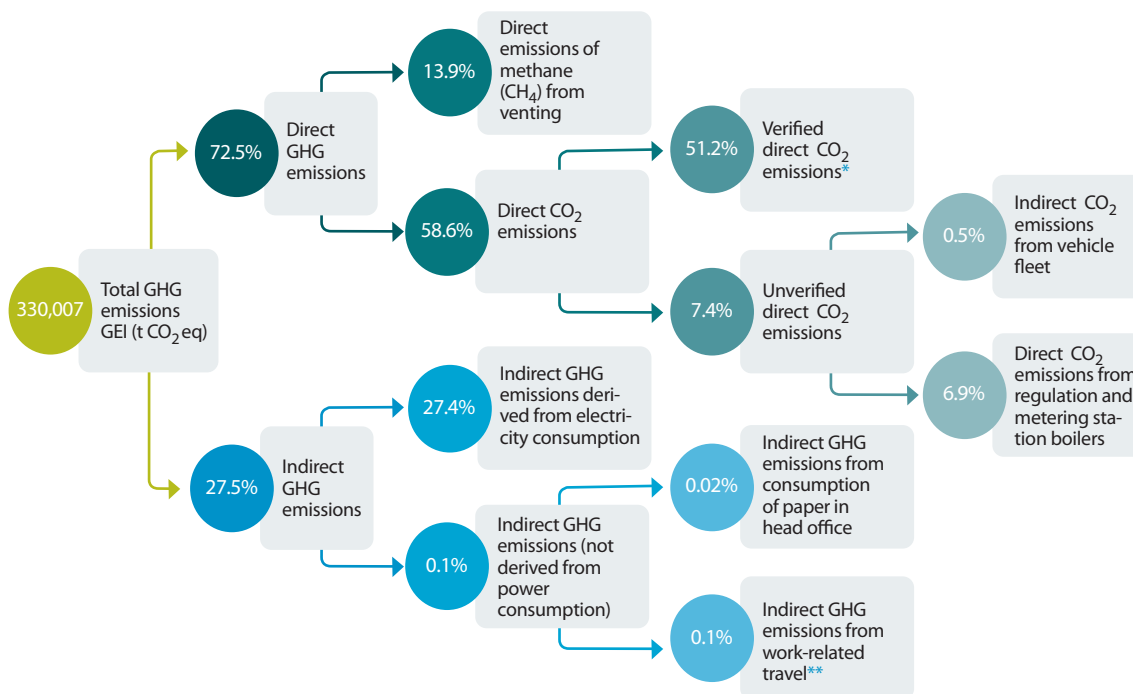 330,007
Total GHG
emissions
GEI (t CO₂ eq)
72.5%
Direct
GHG
emissions
13.9%
Direct
emissions of
methane
(CH₄) from
venting
58.6%
Direct CO₂
emissions
51.2%
Verified
direct CO₂
emissions*
7.4%
Unverified
direct CO₂
emissions
0.5%
Indirect CO₂
emissions
from vehicle
fleet
6.9%
Direct CO₂
emissions from
regulation and
metering sta-
tion boilers
27.5%
Indirect
GHG
emissions
27.4%
Indirect GHG
emissions deri-
ved from electri-
city consumption
0.1%
Indirect GHG
emissions (not
derived from
power
consumption)
0.02%
Indirect GHG
emissions from
consumption
of paper in
head office
0.1%
Indirect GHG
emissions from
work-related
travel**